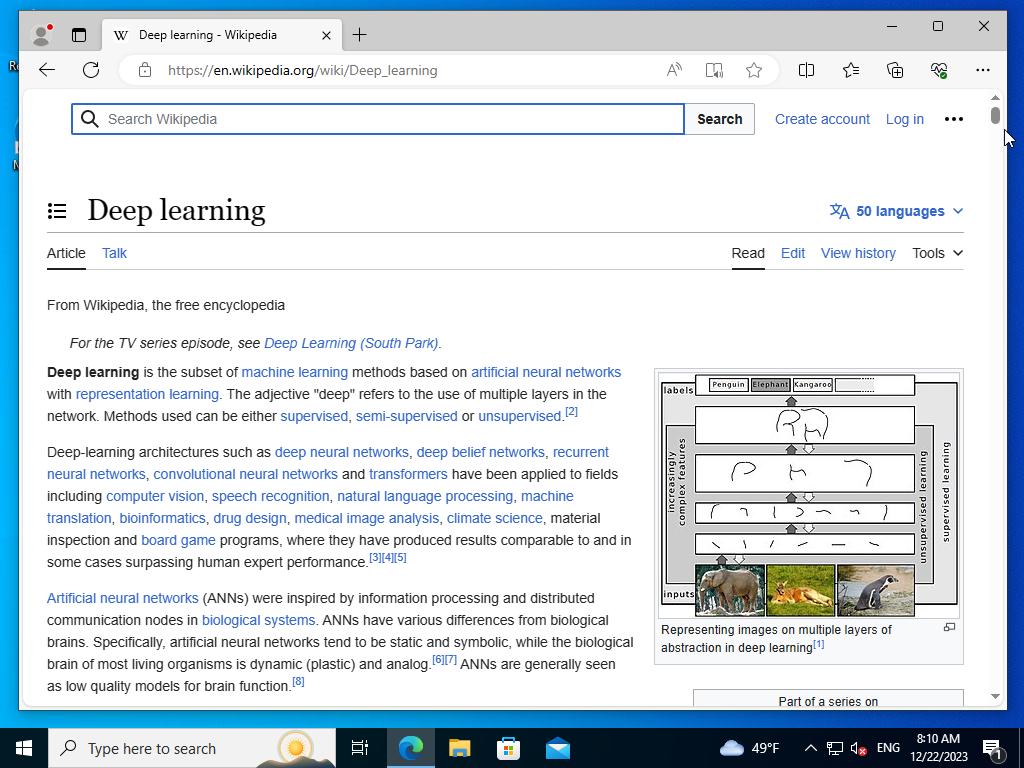 Deep learning - Wikipedia
https://en.wikipedia.org/wiki/Deep_learning
Search Wikipedia
Search
Create account
Log in
Deep learning
50 languages
Article
Talk
Read
Edit
View history
Tools
From Wikipedia, the free encyclopedia
For the TV series episode, see Deep Learning (South Park).
Deep learning is the subset of machine learning methods based on artificial neural networks
with representation learning. The adjective "deep" refers to the use of multiple layers in the
network. Methods used can be either supervised, semi-supervised or unsupervised.[2]
Deep-learning architectures such as deep neural networks, deep belief networks, recurrent
neural networks, convolutional neural networks and transformers have been applied to fields
including computer vision, speech recognition, natural language processing, machine
translation, bioinformatics, drug design, medical image analysis, climate science, material
inspection and board game programs, where they have produced results comparable to and in
some cases surpassing human expert performance.[3][4][5]
Artificial neural networks (ANNs) were inspired by information processing and distributed
communication nodes in biological systems. ANNs have various differences from biological
brains. Specifically, artificial neural networks tend to be static and symbolic, while the biological
brain of most living organisms is dynamic (plastic) and analog.[6][7] ANNs are generally seen
as low quality models for brain function.[8]
labels
Penguin
Elephant
Kangaroo
increasingly
complex features
unsupervised learning
supervised learning
inputs
Representing images on multiple layers of
abstraction in deep learning[1]
Part of a series on
Type here to search
49°F
ENG
8:10 AM
12/22/2023
1